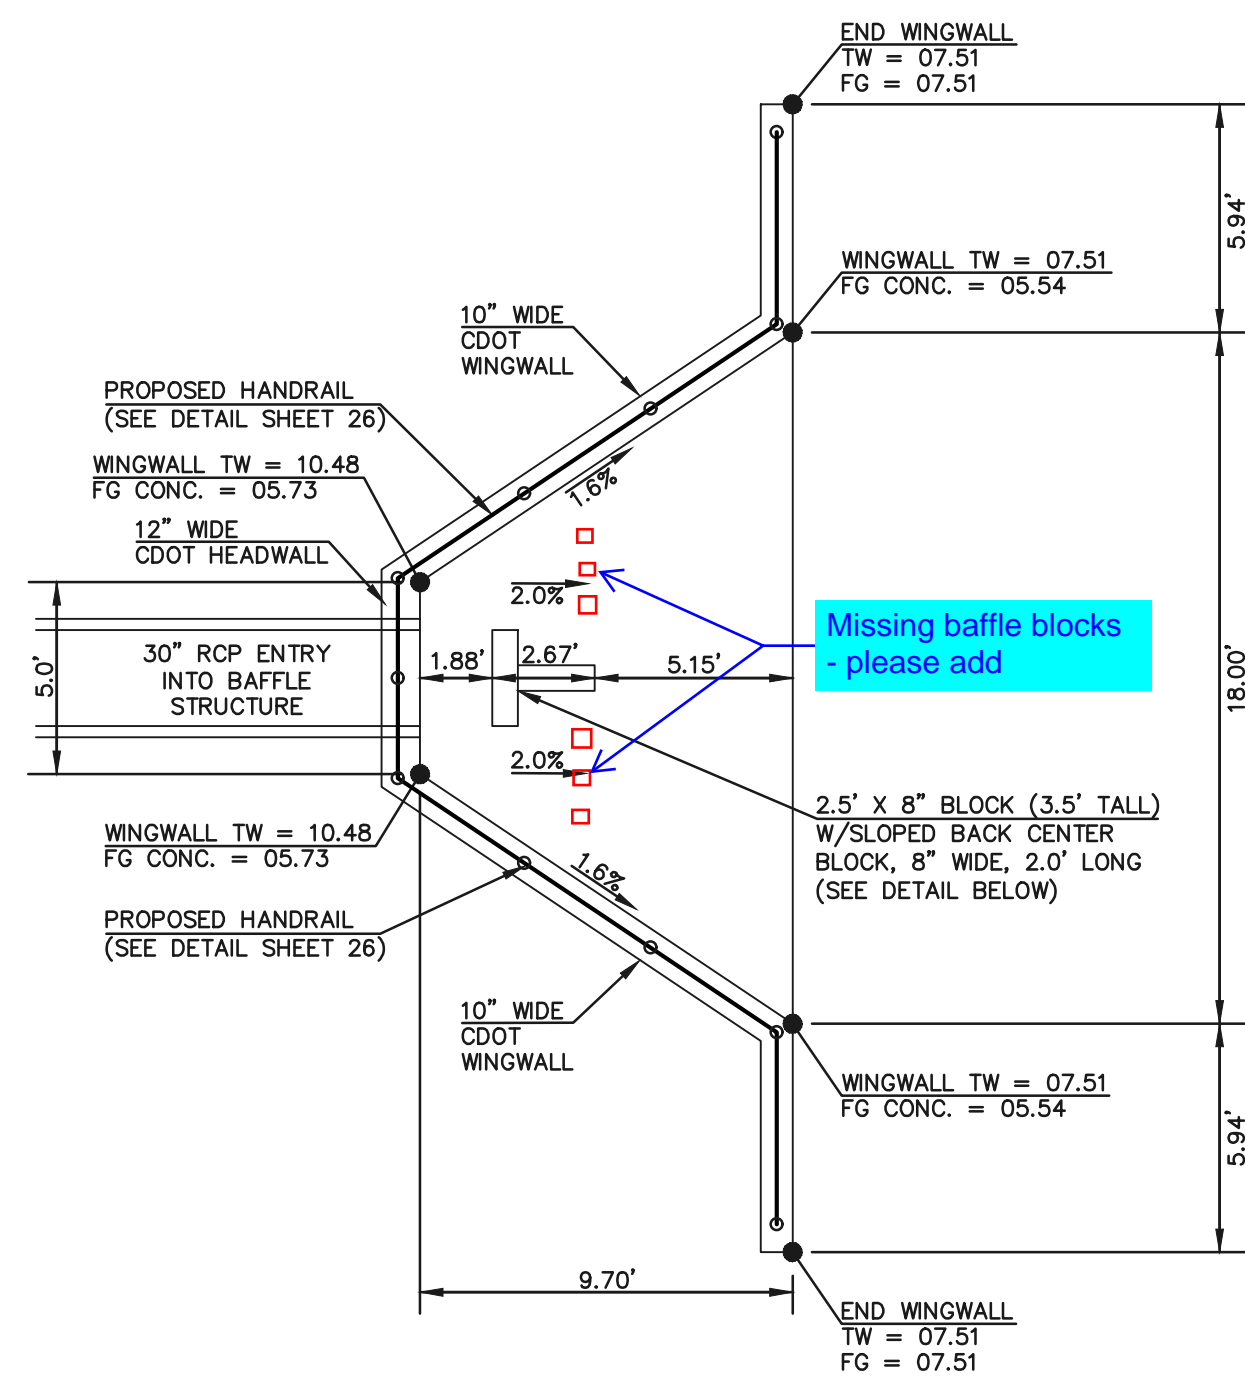 END WINGWALL
TW = 07.51
FG = 07.51
5.94'
WINGWALL TW = 07.51
FG CONC. = 05.54
10" WIDE
CDOT
WINGWALL
PROPOSED HANDRAIL
(SEE DETAIL SHEET 26)
WINGWALL TW = 10.48
FG CONC. = 05.73
1.6%
12" WIDE
CDOT HEADWALL
2.0%
Missing baffle blocks
- please add
30" RCP ENTRY
INTO BAFFLE
STRUCTURE
5.0'
1.88'
2.67'
5.15'
18.00'
2.0%
2.5' X 8" BLOCK (3.5' TALL)
W/SLOPED BACK CENTER
BLOCK, 8" WIDE, 2.0' LONG
(SEE DETAIL BELOW)
WINGWALL TW = 10.48
FG CONC. = 05.73
1.6%
PROPOSED HANDRAIL
(SEE DETAIL SHEET 26)
10" WIDE
CDOT
WINGWALL
WINGWALL TW = 07.51
FG CONC. = 05.54
5.94'
9.70'
END WINGWALL
TW = 07.51
FG = 07.51